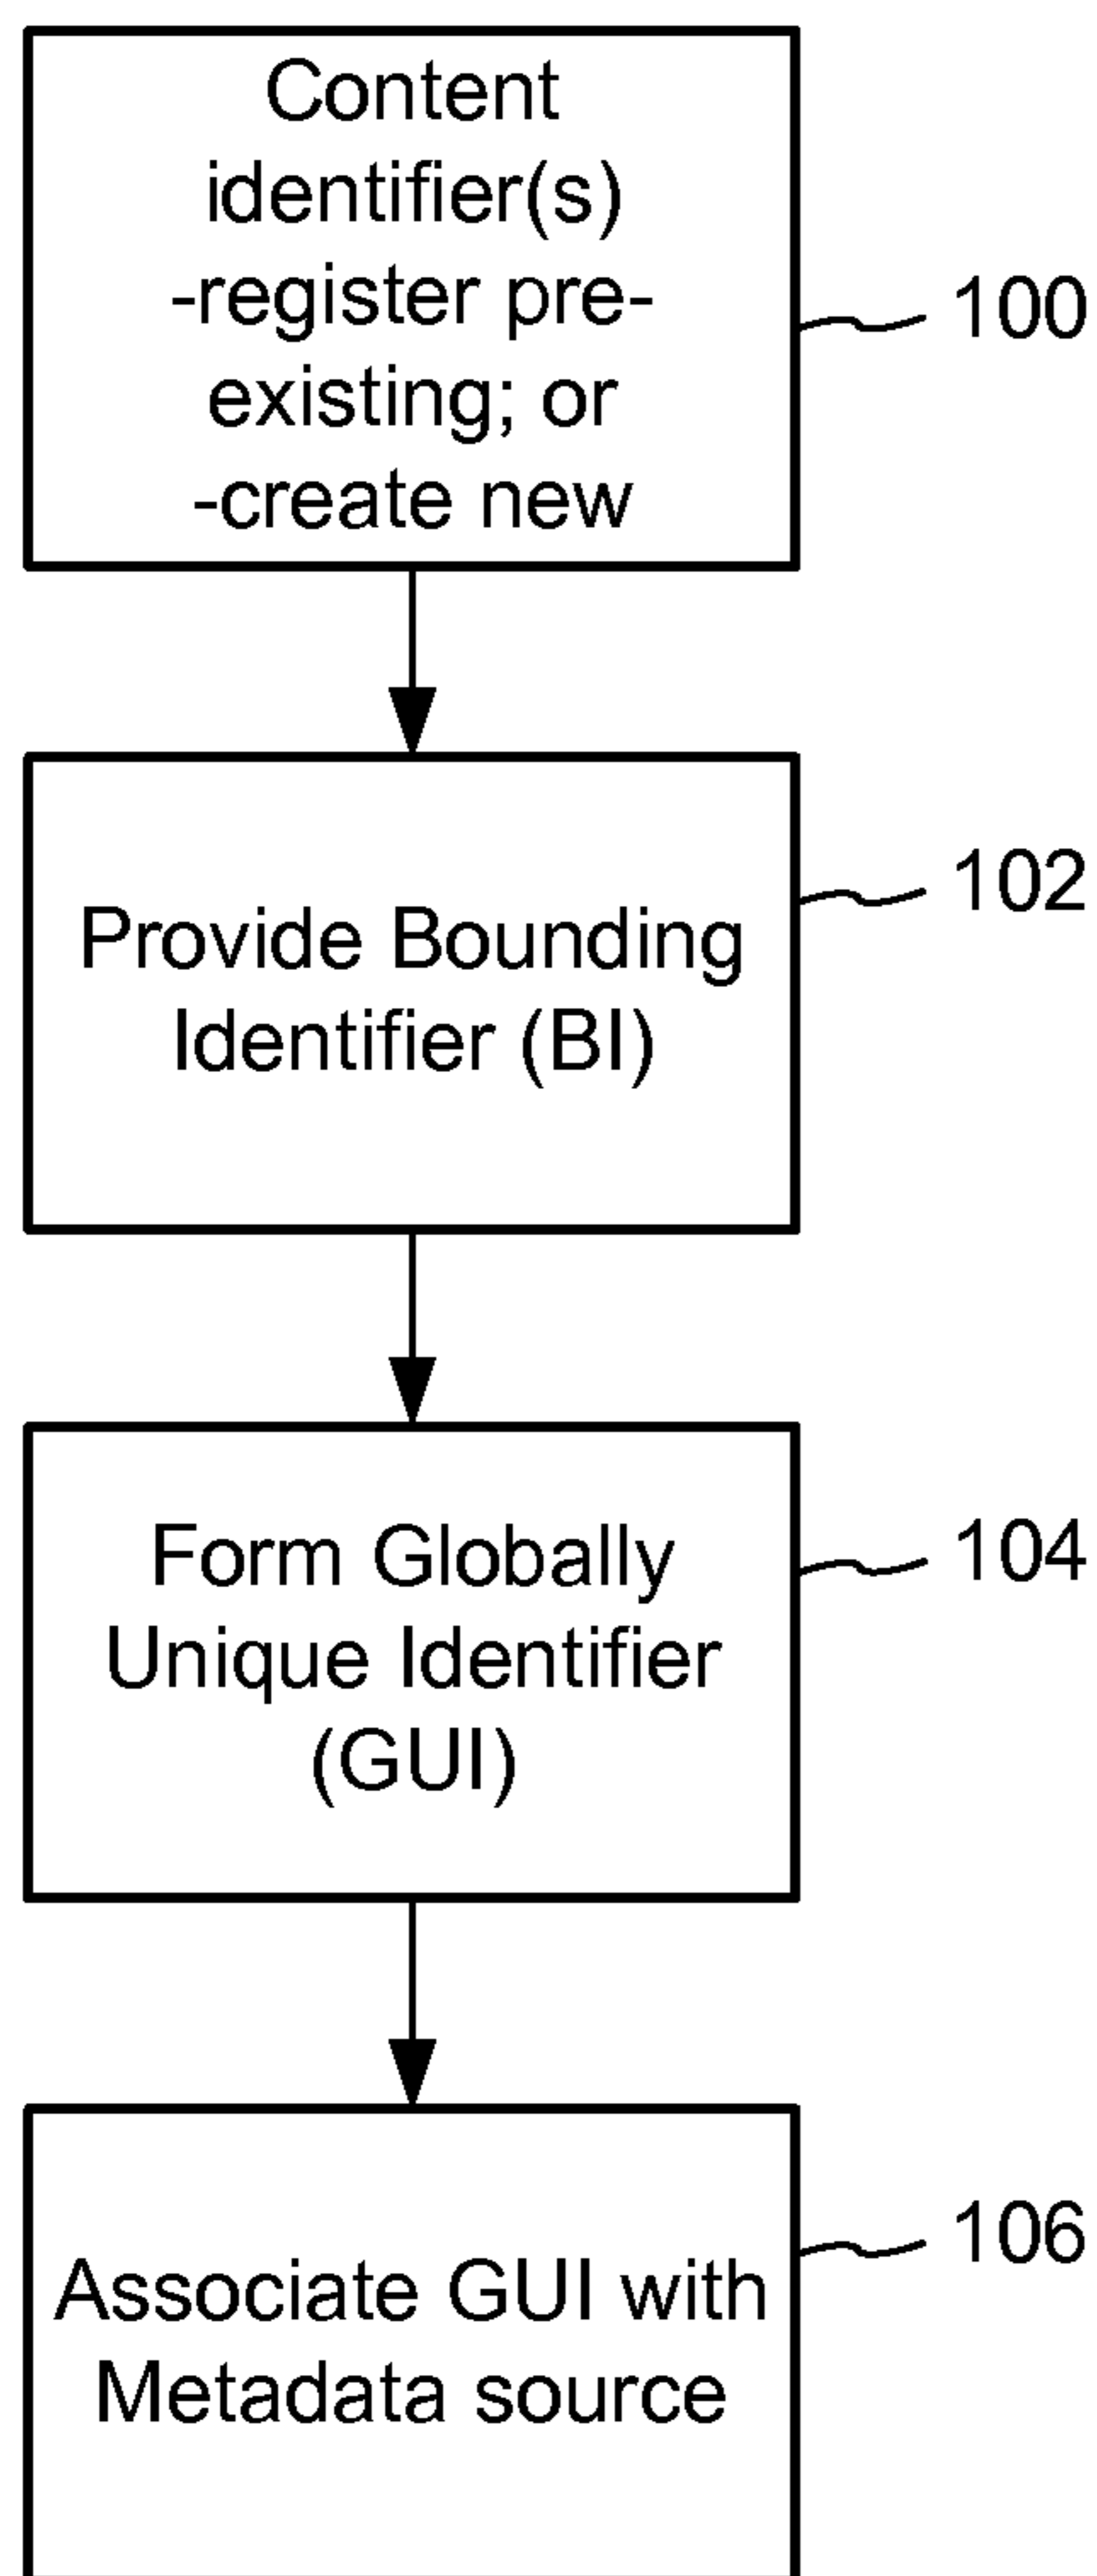 Content
identifier(s)
-register pre-
existing; or
-create new
100
Provide Bounding
Identifier (BI)
102
Form Globally
Unique Identifier
(GUI)
104
Associate GUI with
Metadata source
106